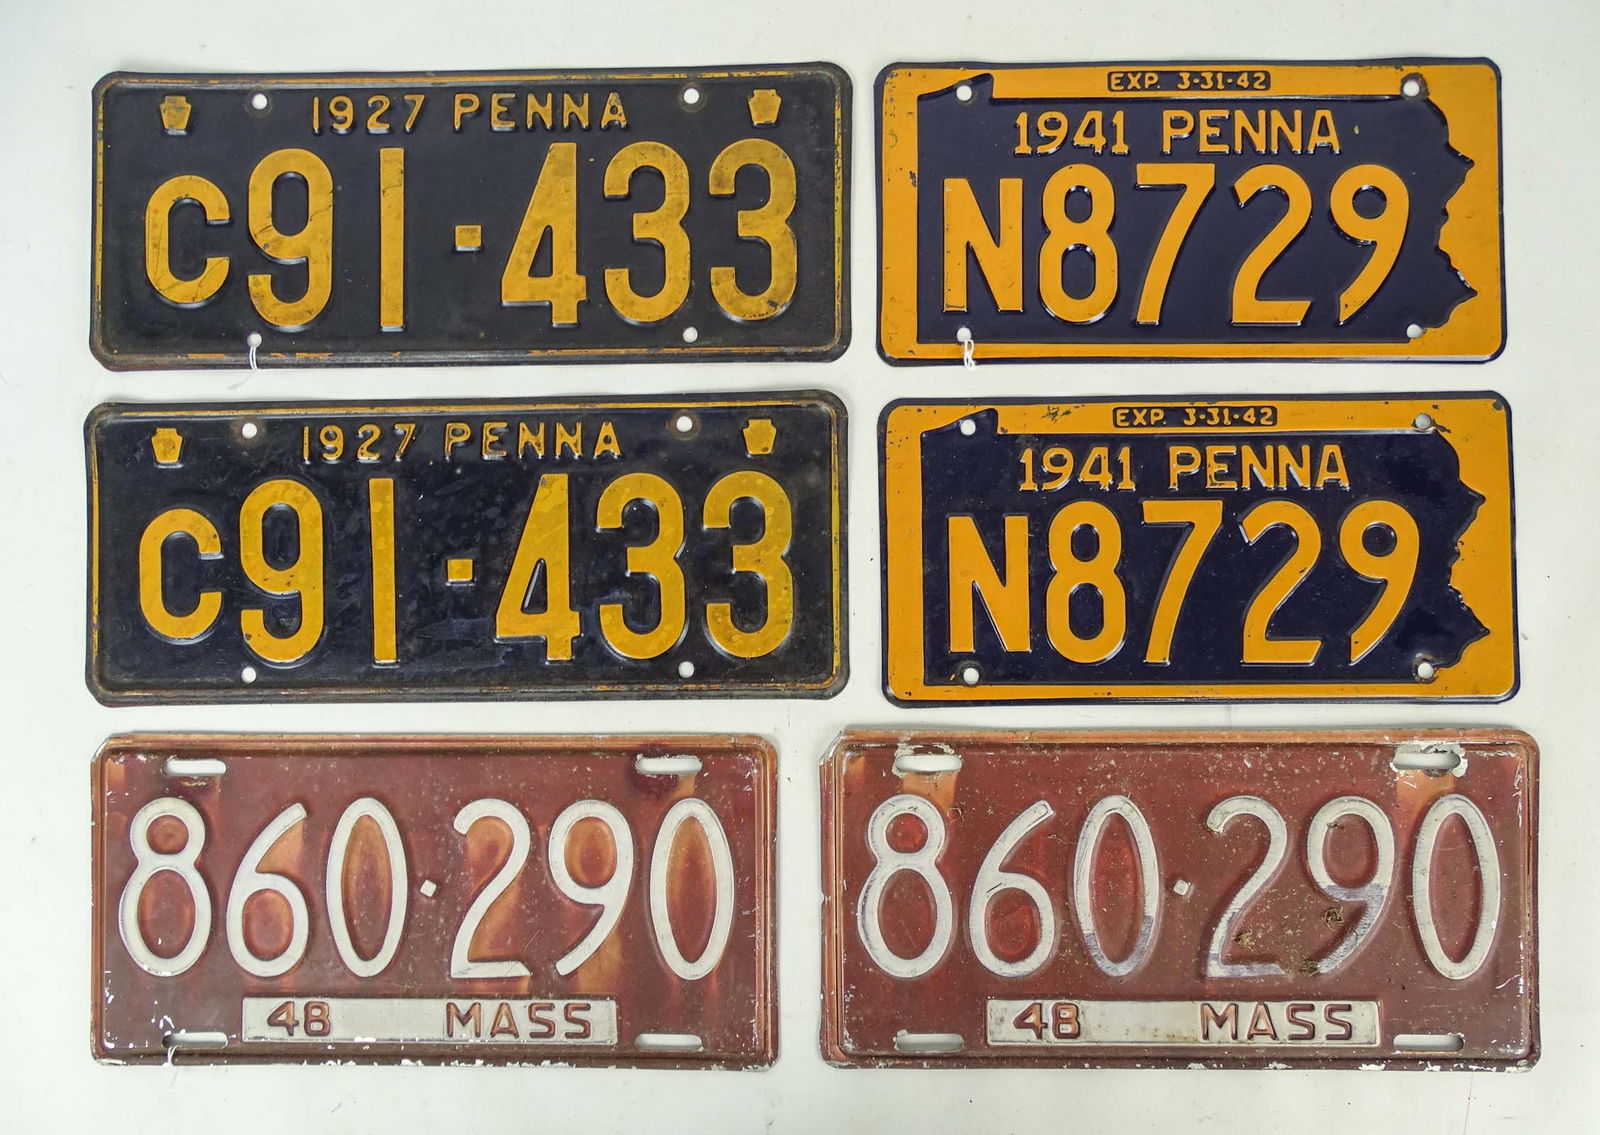 1927 PENNA
C91-433
EXP. 3-31-42
1941 PENNA
N8729
1927 PENNA
C91-433
EXP. 3-31-42
1941 PENNA
N8729
860·290
48 MASS
860·290
48 MASS